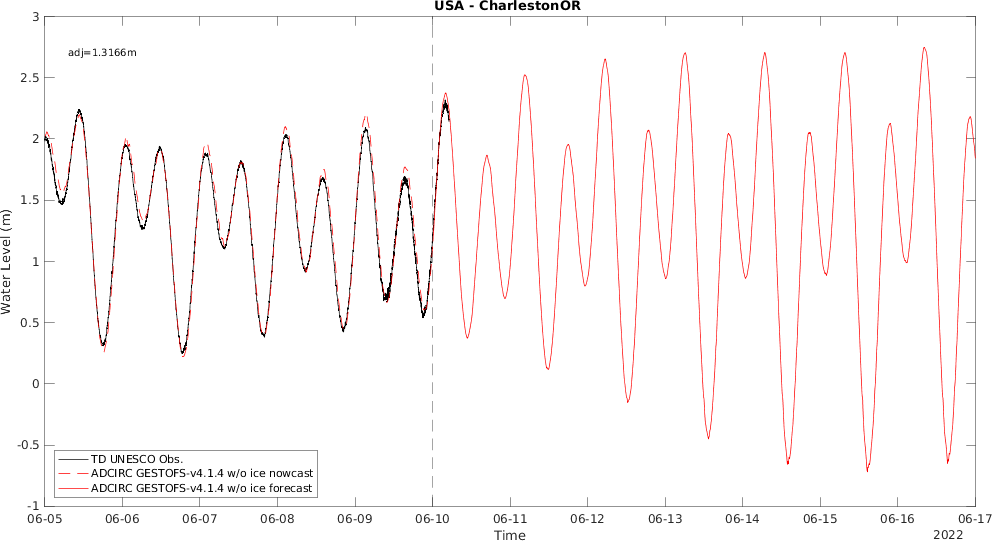 USA - CharlestonOR
adj=1.3166m
3
2.5
2
1.5
1
0.5
0
-0.5
-1
Water Level (m)
TD UNESCO Obs.
ADCIRC GESTOFS-v4.1.4 w/o ice nowcast
ADCIRC GESTOFS-v4.1.4 w/o ice forecast
06-05 06-06 06-07 06-08 06-09 06-10 06-11 06-12 06-13 06-14 06-15 06-16 06-17
Time
2022